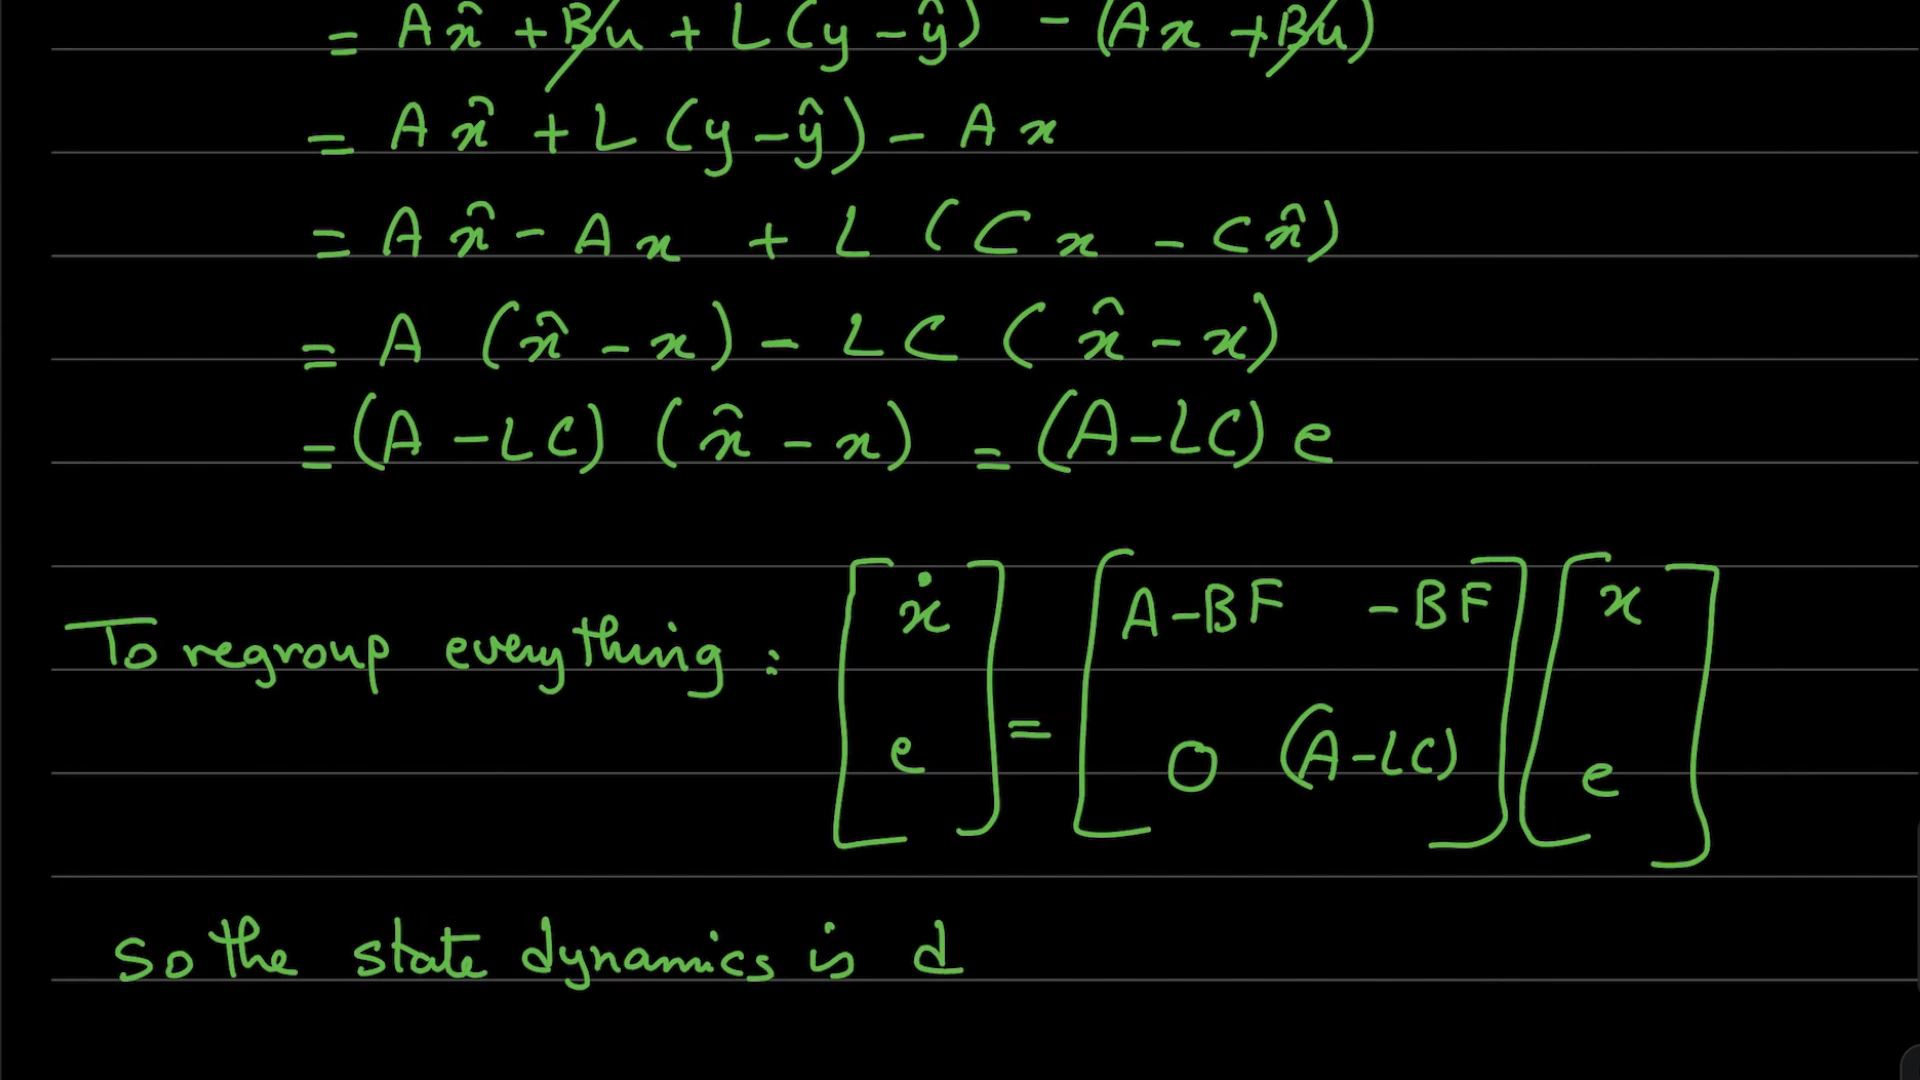 = Ax̂ + Bu + L(y - ŷ) - (Ax + Bu)
= Ax̂ + L(y - ŷ) - Ax
= Ax̂ - Ax + L(Cx - Cx̂)
= A(x̂ - x) - LC(x̂ - x)
= (A - LC)(x̂ - x) = (A - LC)e
To regroup everything: [ẋ e] = [A-BF -BF 0 (A-LC)] [x e]
So the state dynamics is d